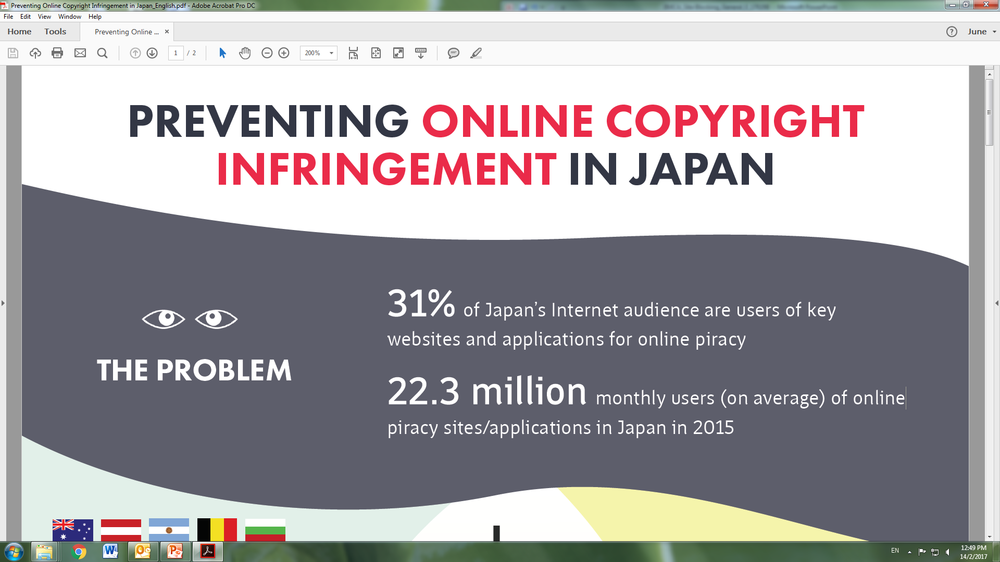 Preventing Online Copyright Infringement in Japan_English.pdf - Adobe Acrobat Pro DC
File Edit View Window Help
Home Tools Preventing Online ... × ? June
1 / 2 200%
PREVENTING ONLINE COPYRIGHT
INFRINGEMENT IN JAPAN
31% of Japan’s Internet audience are users of key
websites and applications for online piracy
THE PROBLEM
22.3 million monthly users (on average) of online
piracy sites/applications in Japan in 2015
EN
12:49 PM
14/2/2017